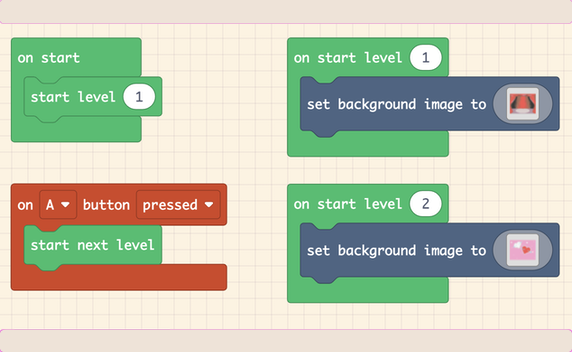 on start
start level 1
on A button pressed
start next level
on start level 1
set background image to
on start level 2
set background image to